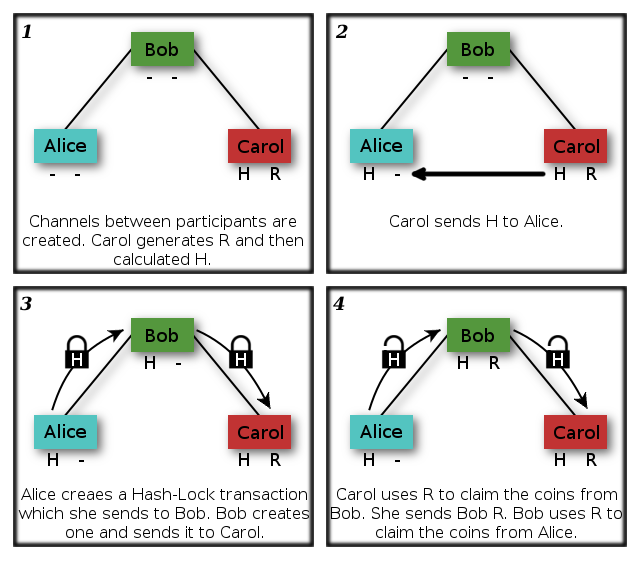 1
Bob
- -
Alice
- -
Carol
H R
Channels between participants are
created. Carol generates R and then
calculated H.
2
Bob
- -
Alice
H -
Carol
H R
Carol sends H to Alice.
3
Bob
H -
H
H
Alice
H -
Carol
H R
Alice creaes a Hash-Lock transaction
which she sends to Bob. Bob creates
one and sends it to Carol.
4
Bob
H R
H
H
Alice
H -
Carol
H R
Carol uses R to claim the coins from
Bob. She sends Bob R. Bob uses R to
claim the coins from Alice.